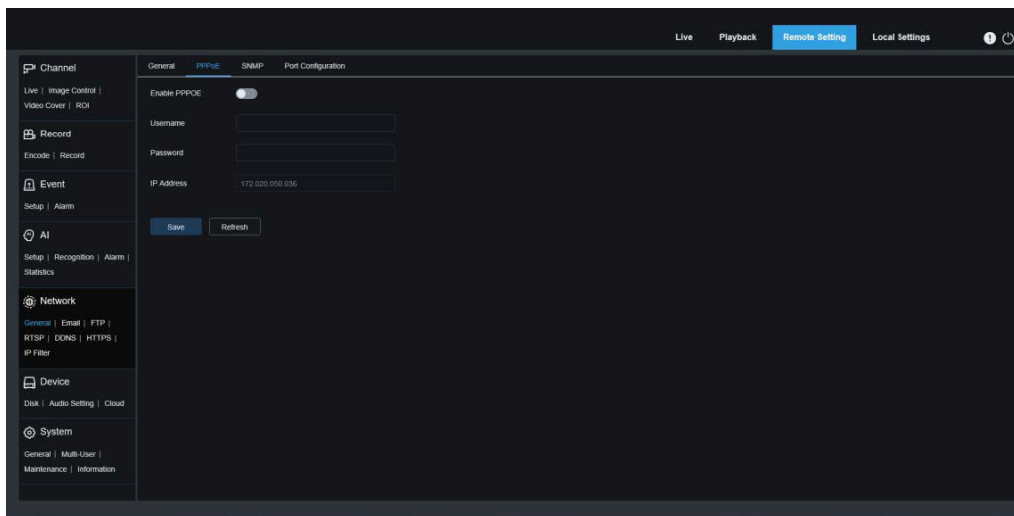 Live Playback Remote Setting Local Settings
Channel
Live | Image Control |
Video Cover | ROI
Record
Encode | Record
Event
Setup | Alarm
AI
Setup | Recognition | Alarm |
Statistics
Network
General | Email | FTP |
RTSP | DDNS | HTTPS |
IP Filter
Device
Disk | Audio Setting | Cloud
System
General | Multi-User |
Maintenance | Information
General PPPoE SNMP Port Configuration
Enable PPPOE
Username
Password
IP Address 172.020.050.036
Save Refresh